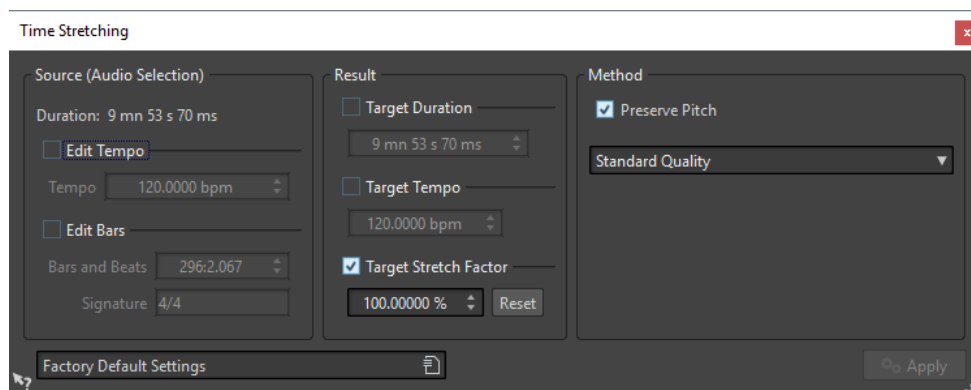 Time Stretching
x
Source (Audio Selection)
Duration: 9 mn 53 s 70 ms
Edit Tempo
Tempo 120.0000 bpm
Edit Bars
Bars and Beats 296:2.067
Signature 4/4
Result
Target Duration
9 mn 53 s 70 ms
Target Tempo
120.0000 bpm
Target Stretch Factor
100.00000 % Reset
Method
Preserve Pitch
Standard Quality
Factory Default Settings
Apply
?